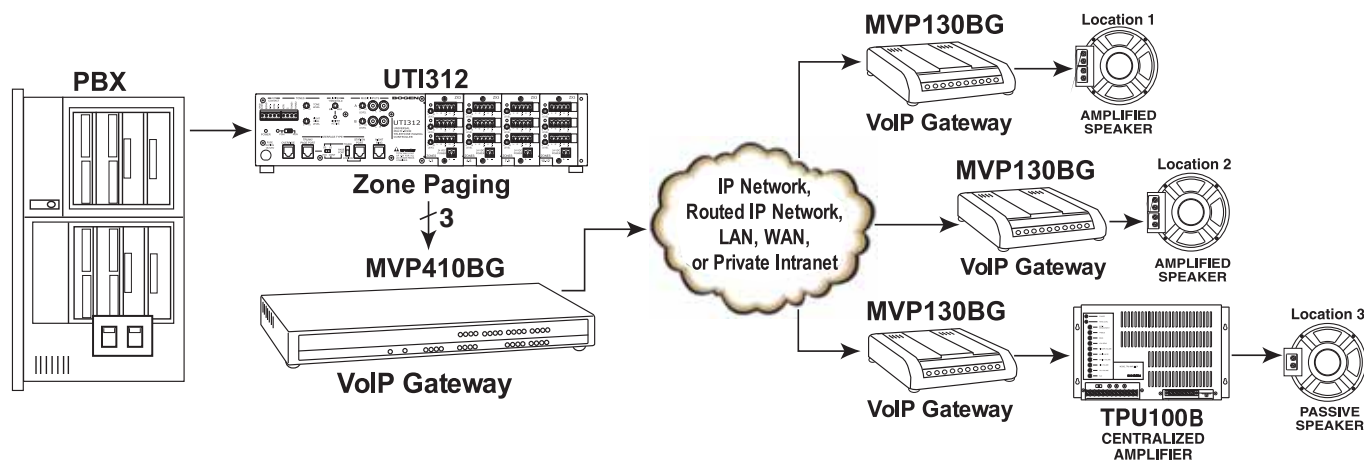 PBX
UTI312
BOGEN
UTI312
Zone Paging
3
MVP410BG
VoIP Gateway
IP Network,
Routed IP Network,
LAN, WAN,
or Private Intranet
MVP130BG
VoIP Gateway
Location 1
AMPLIFIED
SPEAKER
MVP130BG
VoIP Gateway
Location 2
AMPLIFIED
SPEAKER
MVP130BG
VoIP Gateway
TPU100B
CENTRALIZED
AMPLIFIER
Location 3
PASSIVE
SPEAKER